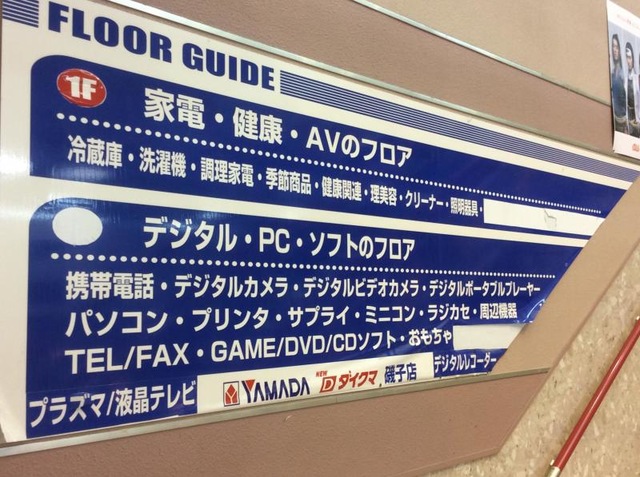 FLOOR GUIDE
1F
家電・健康・AVのフロア
冷蔵庫・洗濯機・調理家電・季節商品・健康関連・理美容・クリーナー・照明器具・
デジタル・PC・ソフトのフロア
携帯電話・デジタルカメラ・デジタルビデオカメラ・デジタルポータブルプレーヤー
パソコン・プリンタ・サプライ・ミニコン・ラジカセ・周辺機器
TEL/FAX・GAME/DVD/CDソフト・おもちゃ
プラズマ/液晶テレビ
YAMADA NEW ダイクマ 磯子店
デジタルレコーダー